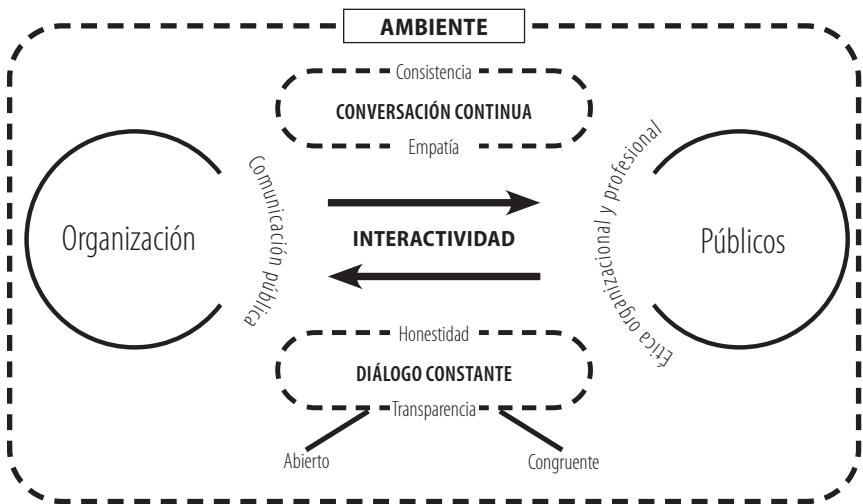 AMBIENTE
Consistencia
CONVERSACIÓN CONTINUA
Empatía
Organización
Comunicación pública
INTERACTIVIDAD
Ética organizacional y profesional
Públicos
Honestidad
DIÁLOGO CONSTANTE
Transparencia
Abierto
Congruente